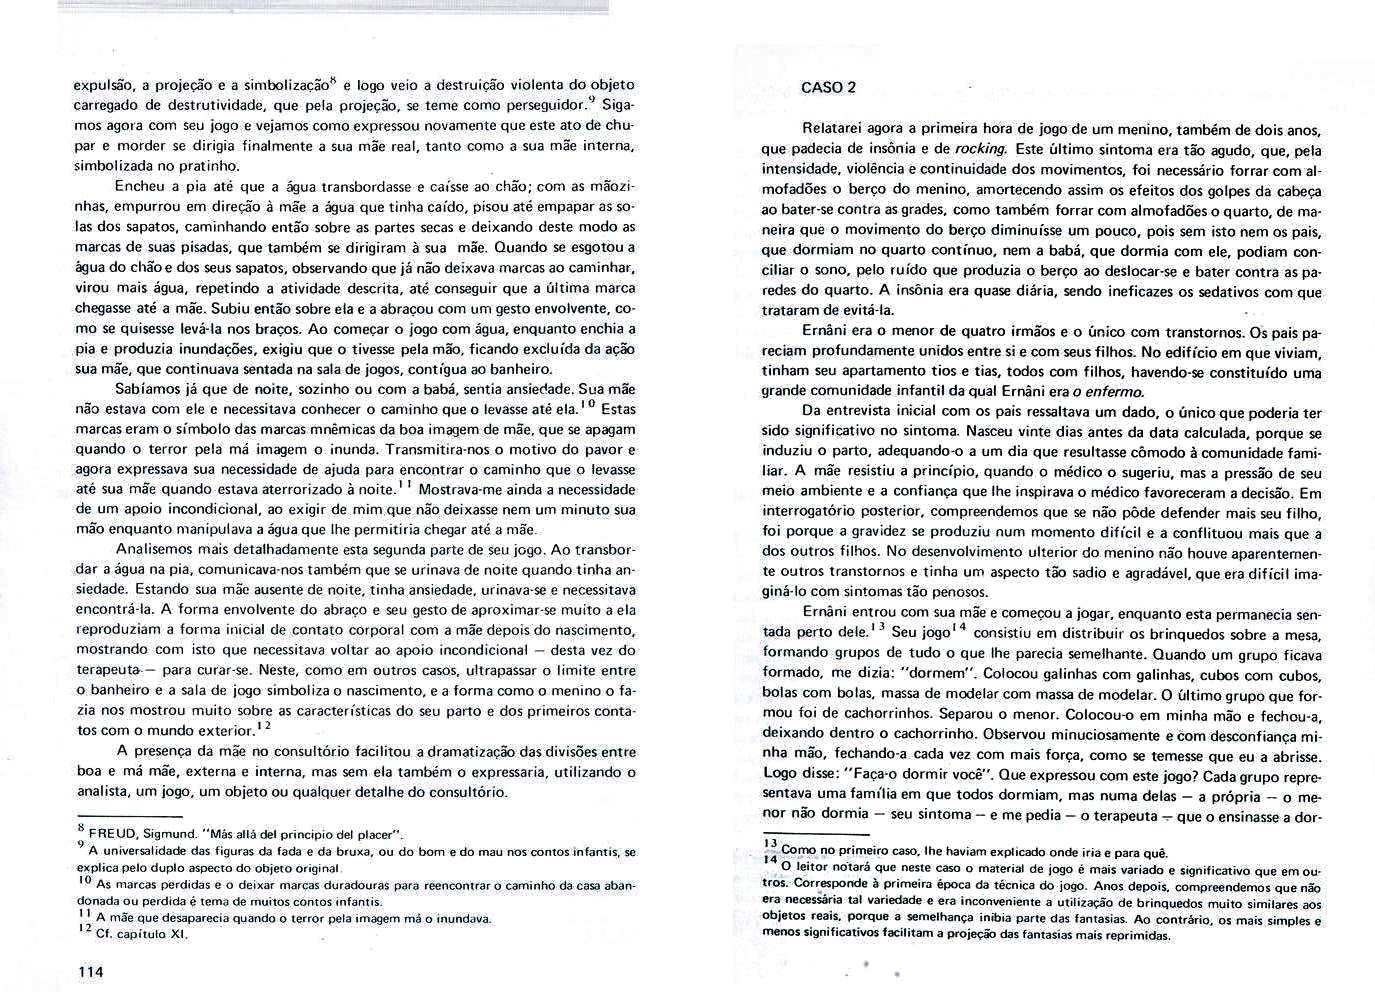 expulsão, a projeção e a simbolização⁸ e logo veio a destruição violenta do objeto
carregado de destrutividade, que pela projeção, se teme como perseguidor.⁹ Siga-
mos agora com seu jogo e vejamos como expressou novamente que este ato de chu-
par e morder se dirigia finalmente a sua mãe real, tanto como a sua mãe interna,
simbolizada no pratinho.
Encheu a pia até que a água transbordasse e caísse ao chão; com as mãozi-
nhas, empurrou em direção à mãe a água que tinha caído, pisou até empapar as so-
las dos sapatos, caminhando então sobre as partes secas e deixando deste modo as
marcas de suas pisadas, que também se dirigiram à sua mãe. Quando se esgotou a
água do chão e dos seus sapatos, observando que já não deixava marcas ao caminhar,
virou mais água, repetindo a atividade descrita, até conseguir que a última marca
chegasse até a mãe. Subiu então sobre ela e a abraçou com um gesto envolvente, co-
mo se quisesse levá-la nos braços. Ao começar o jogo com água, enquanto enchia a
pia e produzia inundações, exigiu que o tivesse pela mão, ficando excluída da ação
sua mãe, que continuava sentada na sala de jogos, contígua ao banheiro.
Sabíamos já que de noite, sozinho ou com a babá, sentia ansiedade. Sua mãe
não estava com ele e necessitava conhecer o caminho que o levasse até ela.¹⁰ Estas
marcas eram o símbolo das marcas mnêmicas da boa imagem de mãe, que se apagam
quando o terror pela má imagem o inunda. Transmitira-nos o motivo do pavor e
agora expressava sua necessidade de ajuda para encontrar o caminho que o levasse
até sua mãe quando estava aterrorizado à noite.¹¹ Mostrava-me ainda a necessidade
de um apoio incondicional, ao exigir de mim que não deixasse nem um minuto sua
mão enquanto manipulava a água que lhe permitiria chegar até a mãe.
Analisemos mais detalhadamente esta segunda parte de seu jogo. Ao transbor-
dar a água na pia, comunicava-nos também que se urinava de noite quando tinha an-
siedade. Estando sua mãe ausente de noite, tinha ansiedade, urinava-se e necessitava
encontrá-la. A forma envolvente do abraço e seu gesto de aproximar-se muito a ela
reproduziam a forma inicial de contato corporal com a mãe depois do nascimento,
mostrando com isto que necessitava voltar ao apoio incondicional — desta vez do
terapeuta — para curar-se. Neste, como em outros casos, ultrapassar o limite entre
o banheiro e a sala de jogo simboliza o nascimento, e a forma como o menino o fa-
zia nos mostrou muito sobre as características do seu parto e dos primeiros conta-
tos com o mundo exterior.¹²
A presença da mãe no consultório facilitou a dramatização das divisões entre
boa e má mãe, externa e interna, mas sem ela também o expressaria, utilizando o
analista, um jogo, um objeto ou qualquer detalhe do consultório.
⁸ FREUD, Sigmund. "Más allá del principio del placer".
⁹ A universalidade das figuras da fada e da bruxa, ou do bom e do mau nos contos infantis, se
explica pelo duplo aspecto do objeto original.
¹⁰ As marcas perdidas e o deixar marcas duradouras para reencontrar o caminho da casa aban-
donada ou perdida é tema de muitos contos infantis.
¹¹ A mãe que desaparecia quando o terror pela imagem má o inundava.
¹² Cf. capítulo XI.
114
CASO 2
Relatarei agora a primeira hora de jogo de um menino, também de dois anos,
que padecia de insônia e de rocking. Este último sintoma era tão agudo, que, pela
intensidade, violência e continuidade dos movimentos, foi necessário forrar com al-
mofadões o berço do menino, amortecendo assim os efeitos dos golpes da cabeça
ao bater-se contra as grades, como também forrar com almofadões o quarto, de ma-
neira que o movimento do berço diminuísse um pouco, pois sem isto nem os pais,
que dormiam no quarto contínuo, nem a babá, que dormia com ele, podiam con-
ciliar o sono, pelo ruído que produzia o berço ao deslocar-se e bater contra as pa-
redes do quarto. A insônia era quase diária, sendo ineficazes os sedativos com que
trataram de evitá-la.
Ernâni era o menor de quatro irmãos e o único com transtornos. Os pais pa-
reciam profundamente unidos entre si e com seus filhos. No edifício em que viviam,
tinham seu apartamento tios e tias, todos com filhos, havendo-se constituído uma
grande comunidade infantil da qual Ernâni era o enfermo.
Da entrevista inicial com os pais ressaltava um dado, o único que poderia ter
sido significativo no sintoma. Nasceu vinte dias antes da data calculada, porque se
induziu o parto, adequando-o a um dia que resultasse cômodo à comunidade fami-
liar. A mãe resistiu a princípio, quando o médico o sugeriu, mas a pressão de seu
meio ambiente e a confiança que lhe inspirava o médico favoreceram a decisão. Em
interrogatório posterior, compreendemos que se não pôde defender mais seu filho,
foi porque a gravidez se produziu num momento difícil e a conflituou mais que a
dos outros filhos. No desenvolvimento ulterior do menino não houve aparentemen-
te outros transtornos e tinha um aspecto tão sadio e agradável, que era difícil ima-
giná-lo com sintomas tão penosos.
Ernâni entrou com sua mãe e começou a jogar, enquanto esta permanecia sen-
tada perto dele.¹³ Seu jogo¹⁴ consistiu em distribuir os brinquedos sobre a mesa,
formando grupos de tudo o que lhe parecia semelhante. Quando um grupo ficava
formado, me dizia: "dormem". Colocou galinhas com galinhas, cubos com cubos,
bolas com bolas, massa de modelar com massa de modelar. O último grupo que for-
mou foi de cachorrinhos. Separou o menor. Colocou-o em minha mão e fechou-a,
deixando dentro o cachorrinho. Observou minuciosamente e com desconfiança mi-
nha mão, fechando-a cada vez com mais força, como se temesse que eu a abrisse.
Logo disse: "Faça-o dormir você". Que expressou com este jogo? Cada grupo repre-
sentava uma família em que todos dormiam, mas numa delas — a própria — o me-
nor não dormia — seu sintoma — e me pedia — o terapeuta — que o ensinasse a dor-
¹³ Como no primeiro caso, lhe haviam explicado onde iria e para quê.
¹⁴ O leitor notará que neste caso o material de jogo é mais variado e significativo que em ou-
tros. Corresponde à primeira época da técnica do jogo. Anos depois, compreendemos que não
era necessária tal variedade e era inconveniente a utilização de brinquedos muito similares aos
objetos reais, porque a semelhança inibia parte das fantasias. Ao contrário, os mais simples e
menos significativos facilitam a projeção das fantasias mais reprimidas.